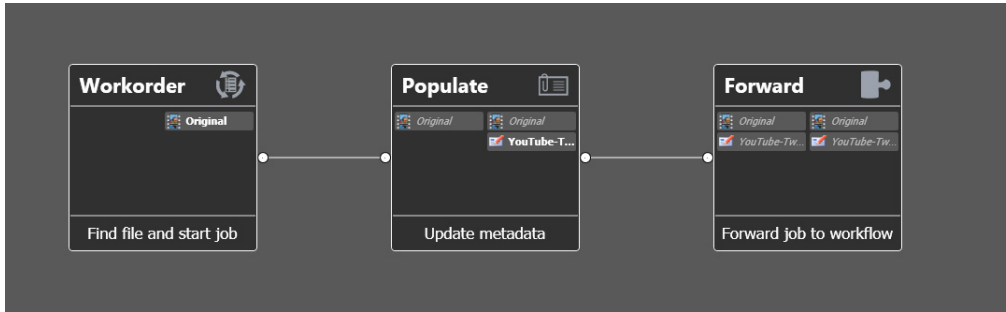 Workorder
Original
Find file and start job
Populate
Original Original
YouTube-T...
Update metadata
Forward
Original Original
YouTube-Tw... YouTube-Tw...
Forward job to workflow